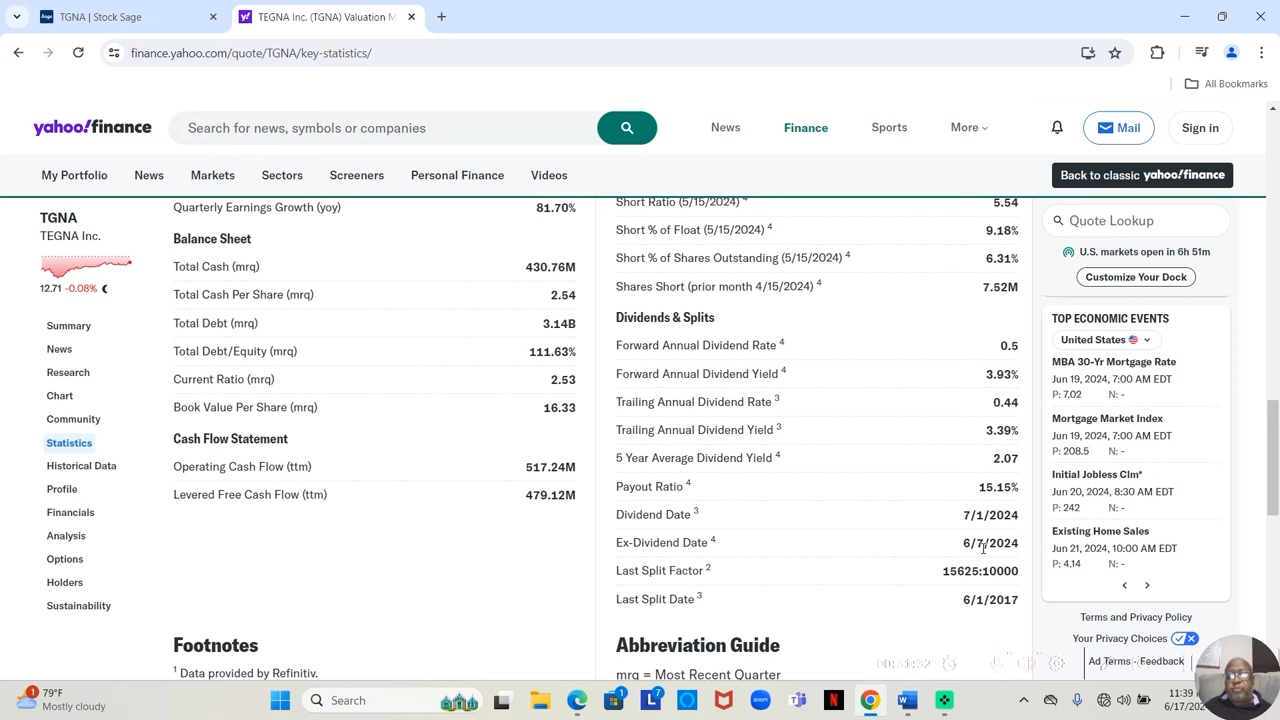 TGNA | Stock Sage
TEGNA Inc. (TGNA) Valuation M
finance.yahoo.com/quote/TGNA/key-statistics/
All Bookmarks
yahoo!finance
Search for news, symbols or companies
News Finance Sports More
Mail
Sign in
My Portfolio News Markets Sectors Screeners Personal Finance Videos
Back to classic yahoo!finance
TGNA
TEGNA Inc.
12.71 -0.08%
Summary
News
Research
Chart
Community
Statistics
Historical Data
Profile
Financials
Analysis
Options
Holders
Sustainability
Quarterly Earnings Growth (yoy) 81.70%
Balance Sheet
Total Cash (mrq) 430.76M
Total Cash Per Share (mrq) 2.54
Total Debt (mrq) 3.14B
Total Debt/Equity (mrq) 111.63%
Current Ratio (mrq) 2.53
Book Value Per Share (mrq) 16.33
Cash Flow Statement
Operating Cash Flow (ttm) 517.24M
Levered Free Cash Flow (ttm) 479.12M
Footnotes
1 Data provided by Refinitiv.
Short Ratio (5/15/2024) 4 5.54
Short % of Float (5/15/2024) 4 9.18%
Short % of Shares Outstanding (5/15/2024) 4 6.31%
Shares Short (prior month 4/15/2024) 4 7.52M
Dividends & Splits
Forward Annual Dividend Rate 4 0.5
Forward Annual Dividend Yield 4 3.93%
Trailing Annual Dividend Rate 3 0.44
Trailing Annual Dividend Yield 3 3.39%
5 Year Average Dividend Yield 4 2.07
Payout Ratio 4 15.15%
Dividend Date 3 7/1/2024
Ex-Dividend Date 4 6/7/2024
Last Split Factor 2 15625:10000
Last Split Date 3 6/1/2017
Abbreviation Guide
mrq = Most Recent Quarter
Quote Lookup
U.S. markets open in 6h 51m
Customize Your Dock
TOP ECONOMIC EVENTS
United States
MBA 30-Yr Mortgage Rate
Jun 19, 2024, 7:00 AM EDT
P: 7.02 N: -
Mortgage Market Index
Jun 19, 2024, 7:00 AM EDT
P: 208.5 N: -
Initial Jobless Clm*
Jun 20, 2024, 8:30 AM EDT
P: 242 N: -
Existing Home Sales
Jun 21, 2024, 10:00 AM EDT
P: 4.14 N: -
Terms and Privacy Policy
Your Privacy Choices
Ad Terms Feedback
00:31:32
1
79°F
Mostly cloudy
Search
1
7
zoom
11:39
6/17/202